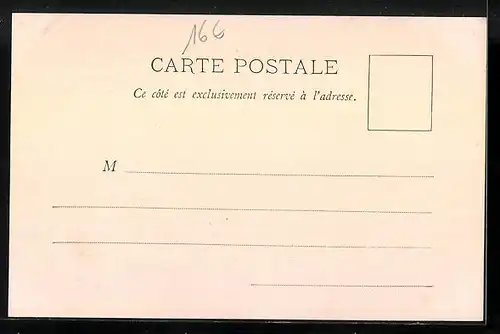 166
CARTE POSTALE
Ce côté est exclusivement réservé à l'adresse.
M